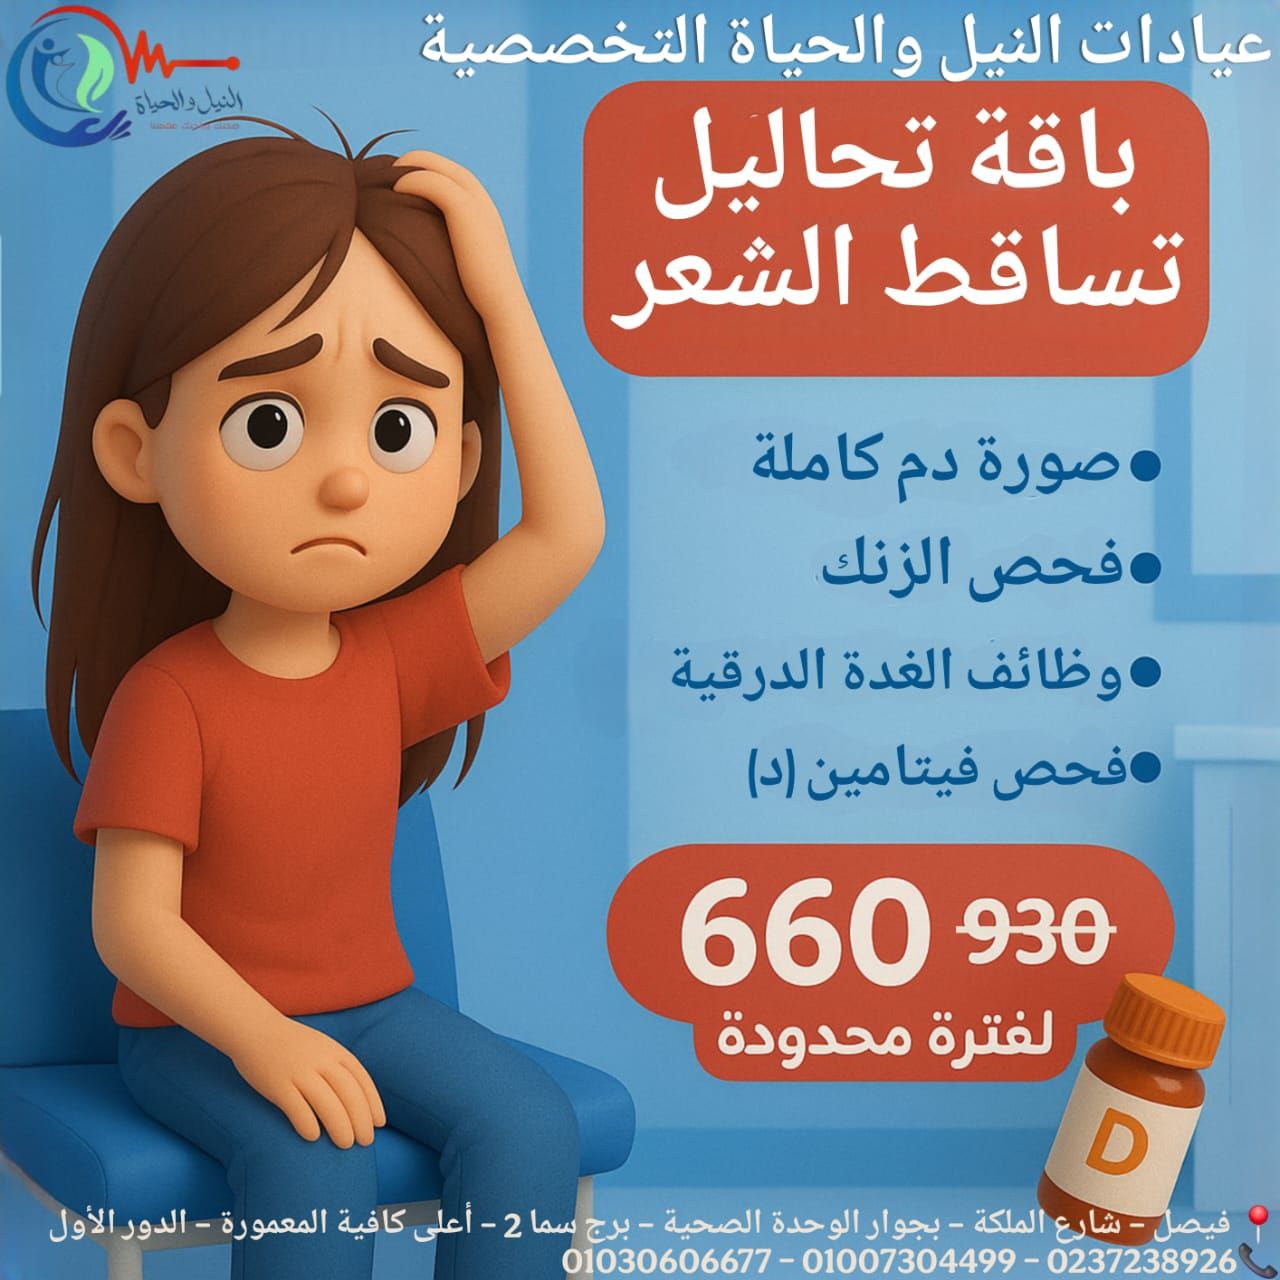 عيادات النيل والحياة التخصصية
النيل والحياة
باقة تحاليل
تساقط الشعر
●صورة دم كاملة
●فحص الزنك
●وظائف الغدة الدرقية
●فحص فيتامين (د)
930 660
لفترة محدودة
D
📍 فيصل – شارع الملكة – بجوار الوحدة الصحية – برج سما 2 – أعلى كافية المعمورة – الدور الأول
📞 0237238926 – 01007304499 – 01030606677